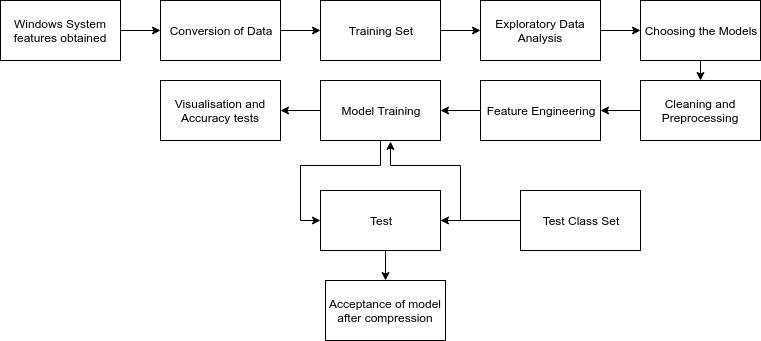 Windows System
features obtained
Conversion of Data
Training Set
Exploratory Data
Analysis
Choosing the Models
Visualisation and
Accuracy tests
Model Training
Feature Engineering
Cleaning and
Preprocessing
Test
Test Class Set
Acceptance of model
after compression